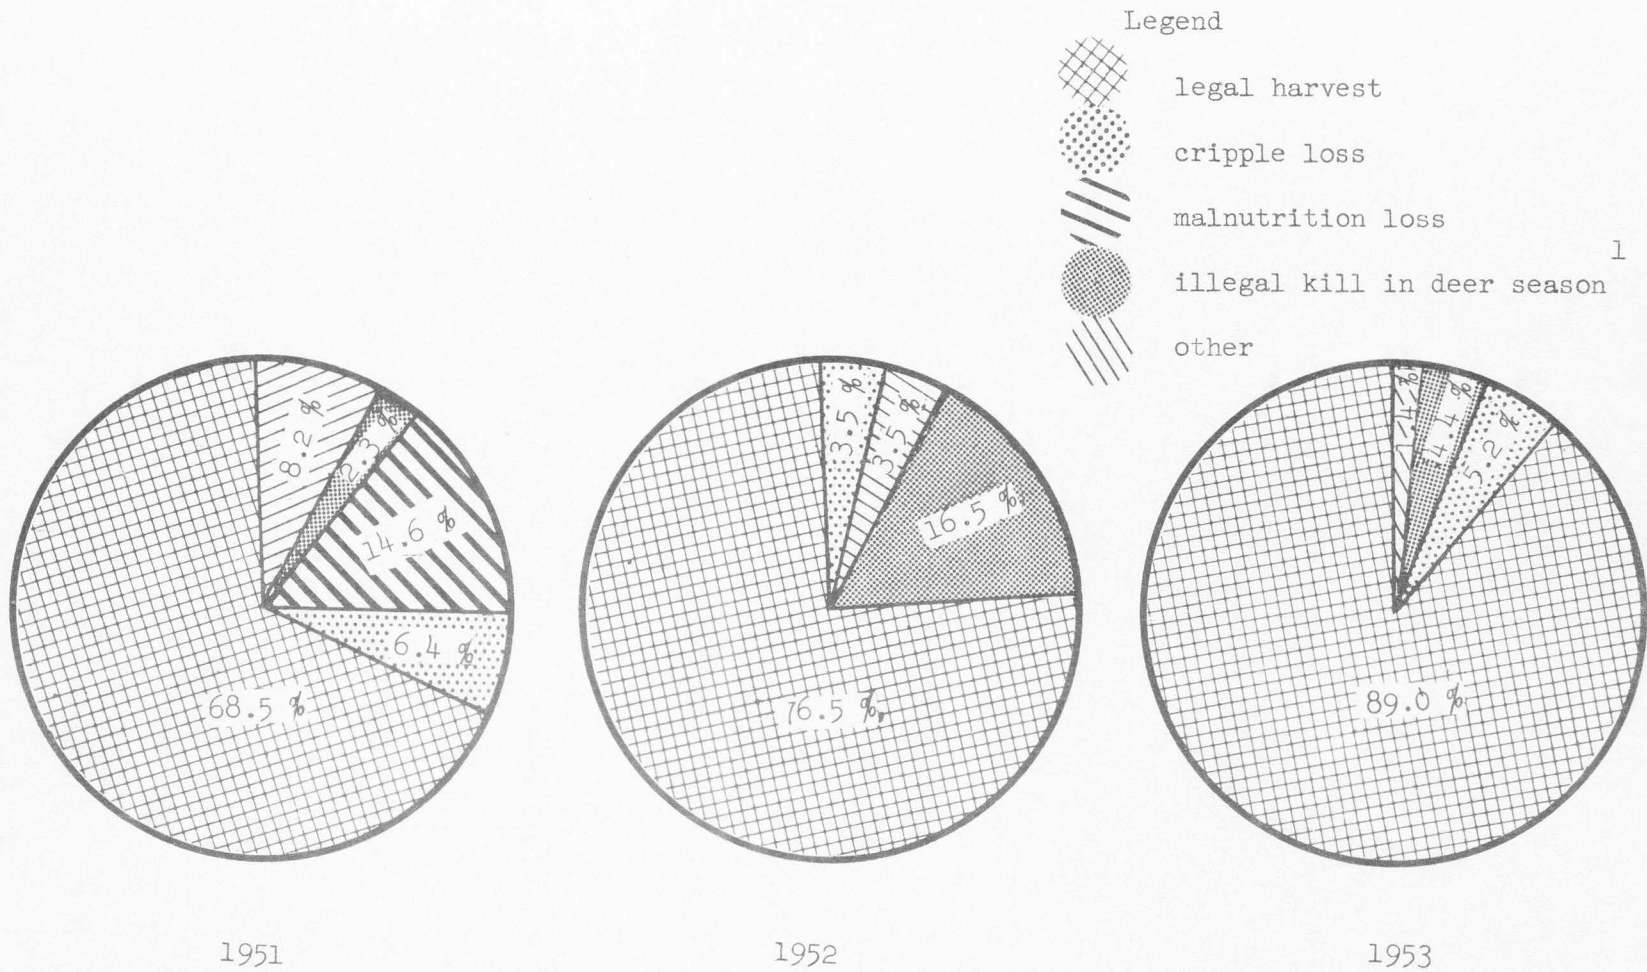 Legend
legal harvest
cripple loss
malnutrition loss
illegal kill in deer season 1
other
8.2 %
2.3 %
14.6 %
6.4 %
68.5 %
3.5 %
3.5 %
16.5 %
76.5 %
1.4 %
4.4 %
5.2 %
89.0 %
1951
1952
1953